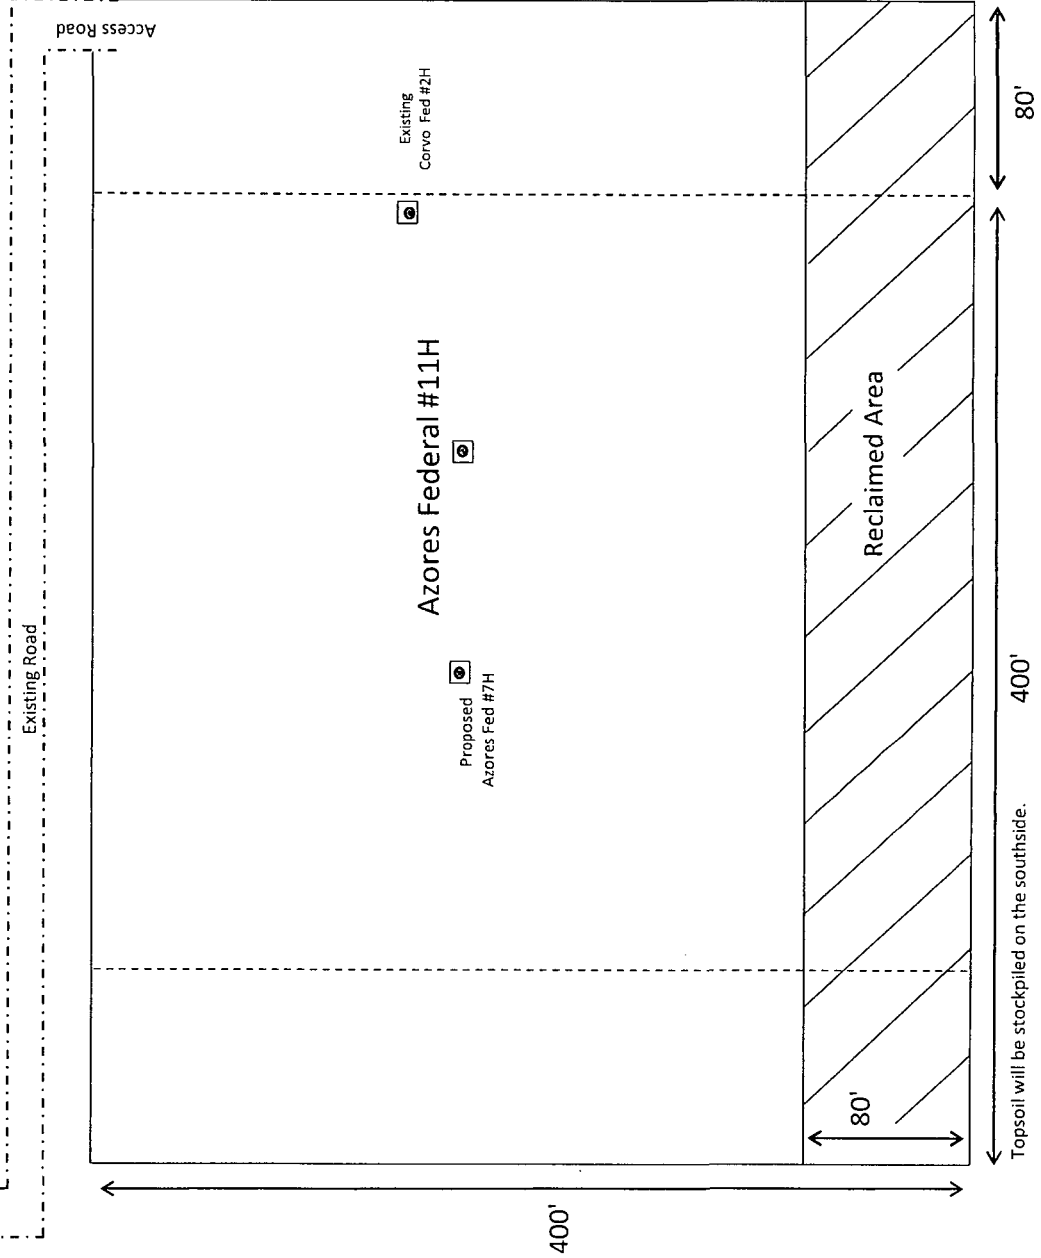 Access Road
Existing Road
Existing
Corvo Fed #2H
Azores Federal #11H
Proposed
Azores Fed #7H
Reclaimed Area
80'
80'
400'
400'
Topsoil will be stockpiled on the southside.